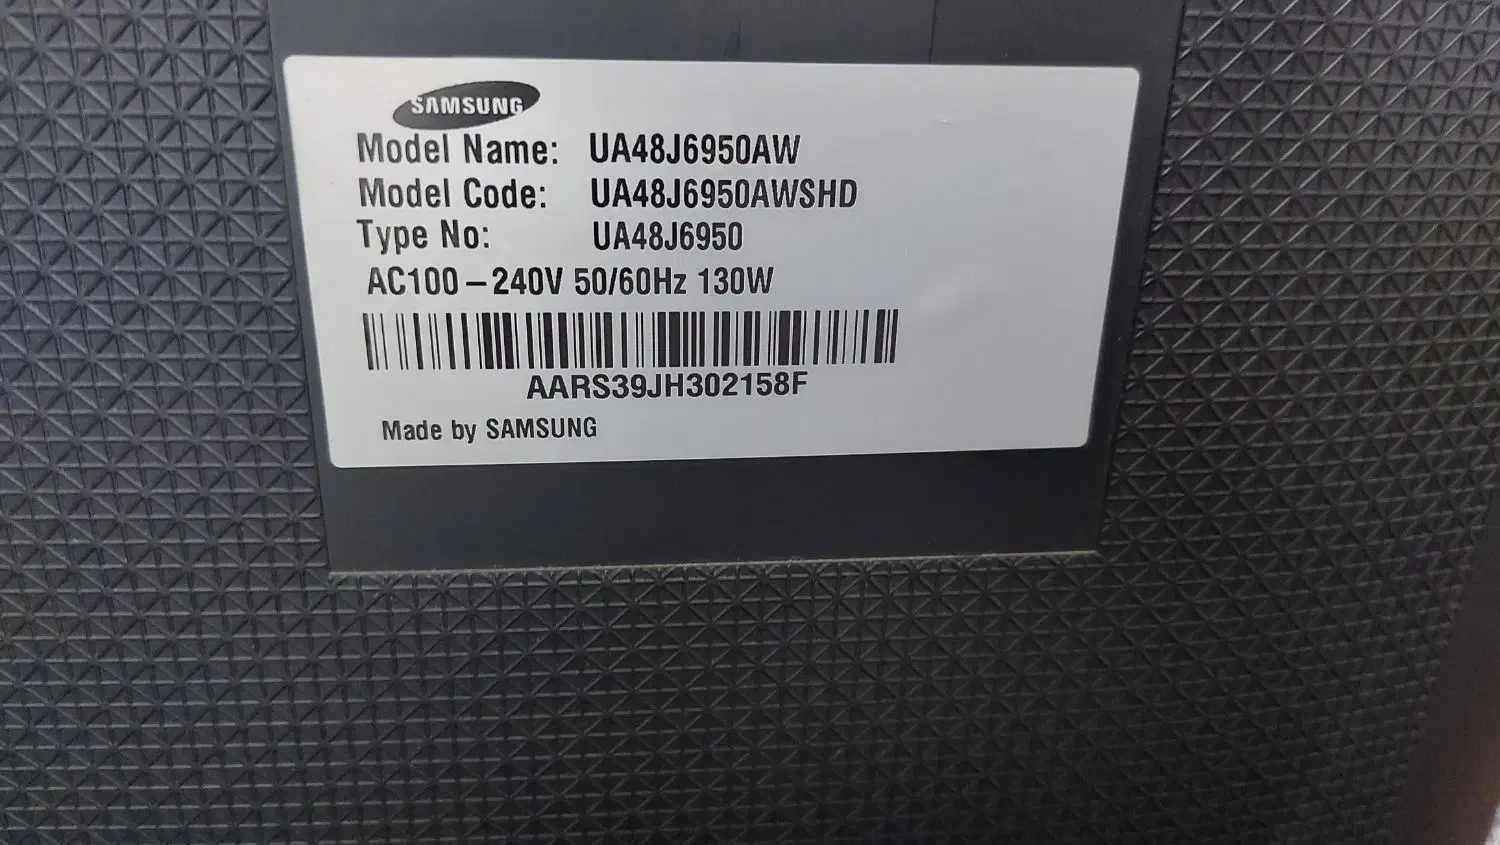 SAMSUNG
Model Name: UA48J6950AW
Model Code: UA48J6950AWSHD
Type No: UA48J6950
AC100-240V 50/60Hz 130W
AARS39JH302158F
Made by SAMSUNG